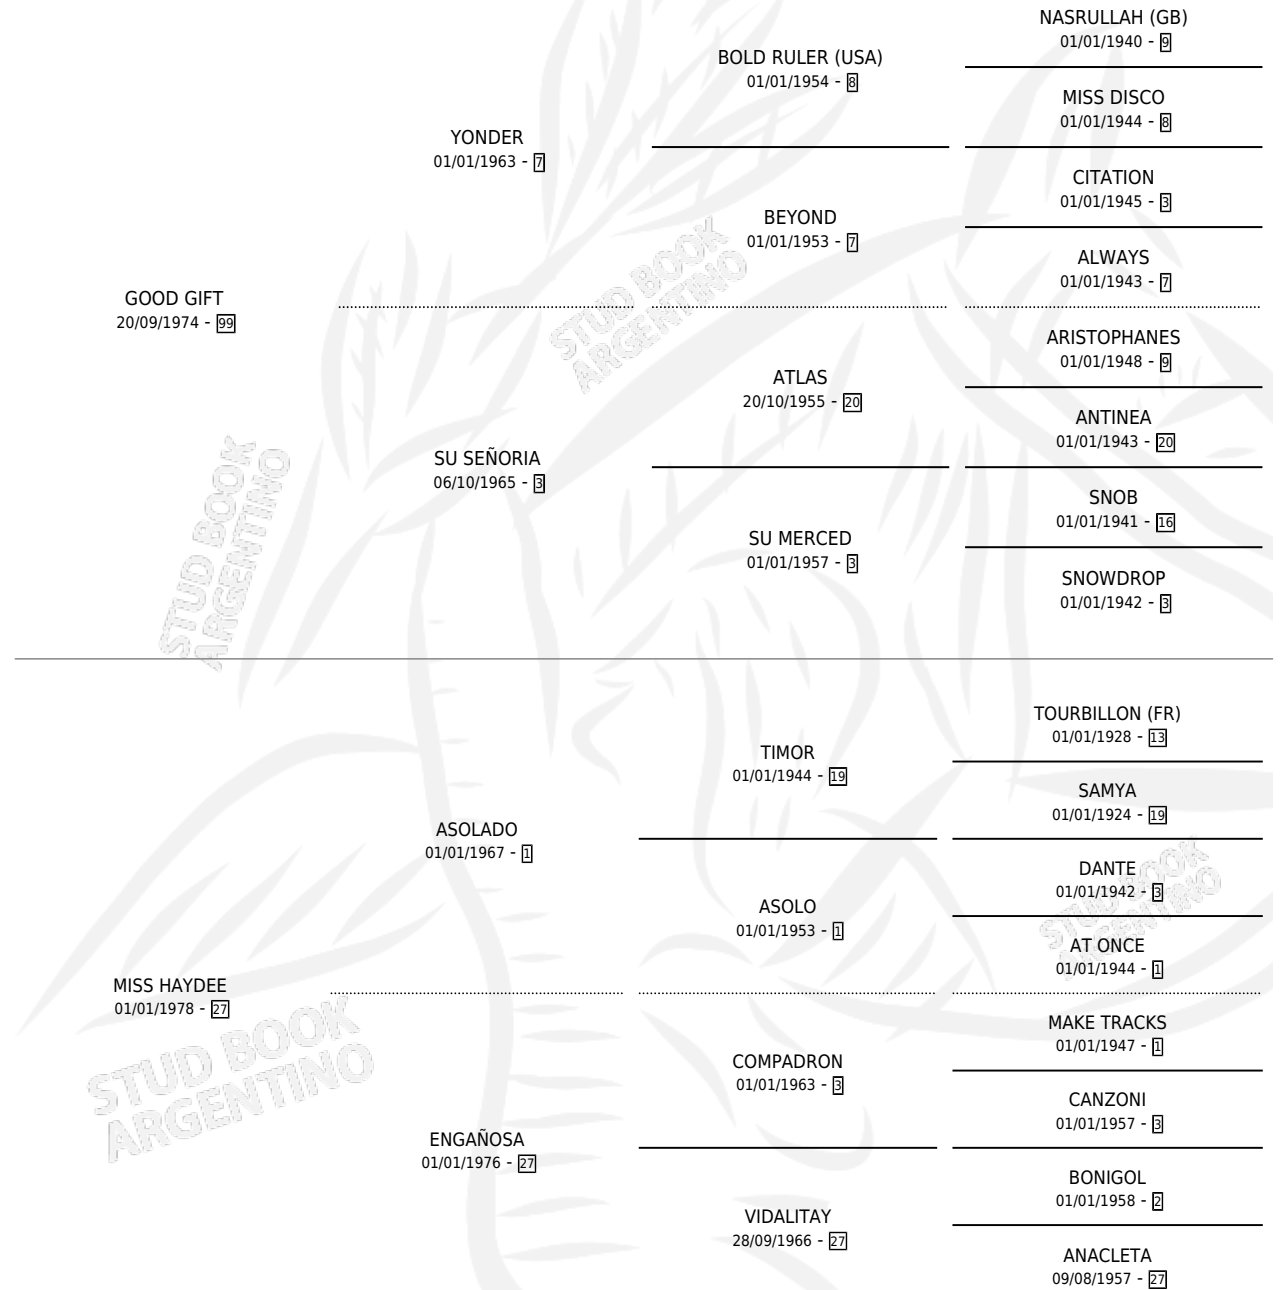 NASRULLAH (GB)
01/01/1940 - 9
BOLD RULER (USA)
01/01/1954 - 8
MISS DISCO
01/01/1944 - 8
YONDER
01/01/1963 - 7
CITATION
01/01/1945 - 3
BEYOND
01/01/1953 - 7
ALWAYS
01/01/1943 - 7
GOOD GIFT
20/09/1974 - 99
ARISTOPHANES
01/01/1948 - 9
ATLAS
20/10/1955 - 20
ANTINEA
01/01/1943 - 20
SU SEÑORIA
06/10/1965 - 3
SNOB
01/01/1941 - 16
SU MERCED
01/01/1957 - 3
SNOWDROP
01/01/1942 - 3
TOURBILLON (FR)
01/01/1928 - 13
TIMOR
01/01/1944 - 19
SAMYA
01/01/1924 - 19
ASOLADO
01/01/1967 - 1
DANTE
01/01/1942 - 3
ASOLO
01/01/1953 - 1
AT ONCE
01/01/1944 - 1
MISS HAYDEE
01/01/1978 - 27
MAKE TRACKS
01/01/1947 - 1
COMPADRON
01/01/1963 - 3
CANZONI
01/01/1957 - 3
ENGAÑOSA
01/01/1976 - 27
BONIGOL
01/01/1958 - 2
VIDALITAY
28/09/1966 - 27
ANACLETA
09/08/1957 - 27
STUD BOOK
ARGENTINO
STUD BOOK
ARGENTINO
STUD BOOK
ARGENTINO
STUD BOOK
ARGENTINO